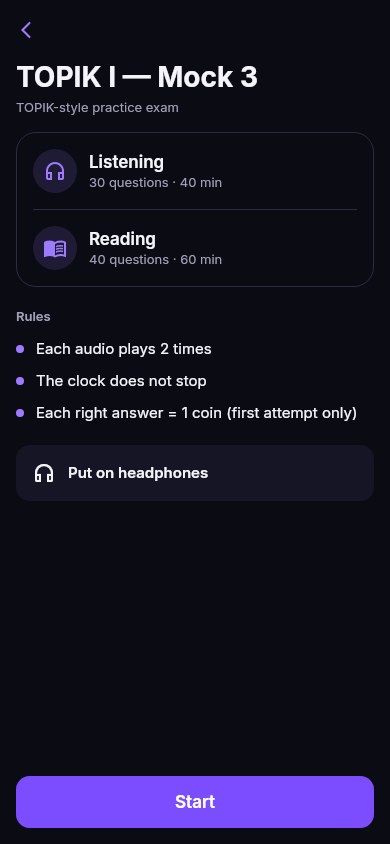 TOPIK I — Mock 3
TOPIK-style practice exam
Listening
30 questions · 40 min
Reading
40 questions · 60 min
Rules
Each audio plays 2 times
The clock does not stop
Each right answer = 1 coin (first attempt only)
Put on headphones
Start